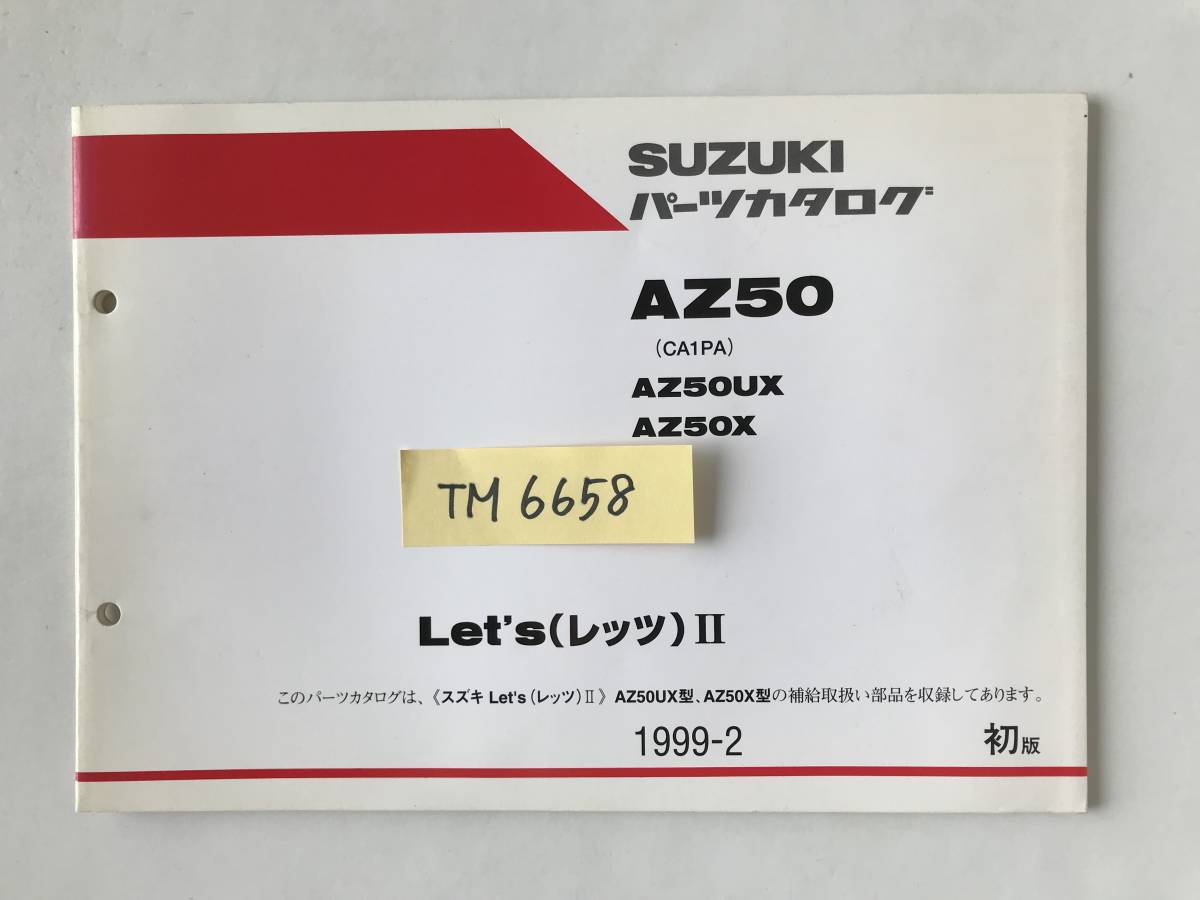 SUZUKI
パーツカタログ
AZ50
(CA1PA)
AZ50UX
AZ50X
TM 6658
Let's(レッツ)II
このパーツカタログは、《スズキ Let's(レッツ)II》 AZ50UX型、AZ50X型の補給取扱い部品を収録してあります。
1999-2 初版